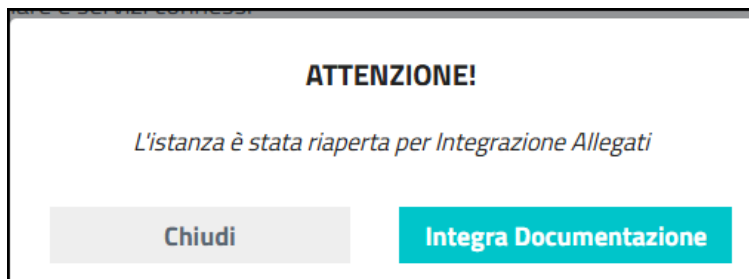 ATTENZIONE!
L'istanza è stata riaperta per Integrazione Allegati
Chiudi
Integra Documentazione